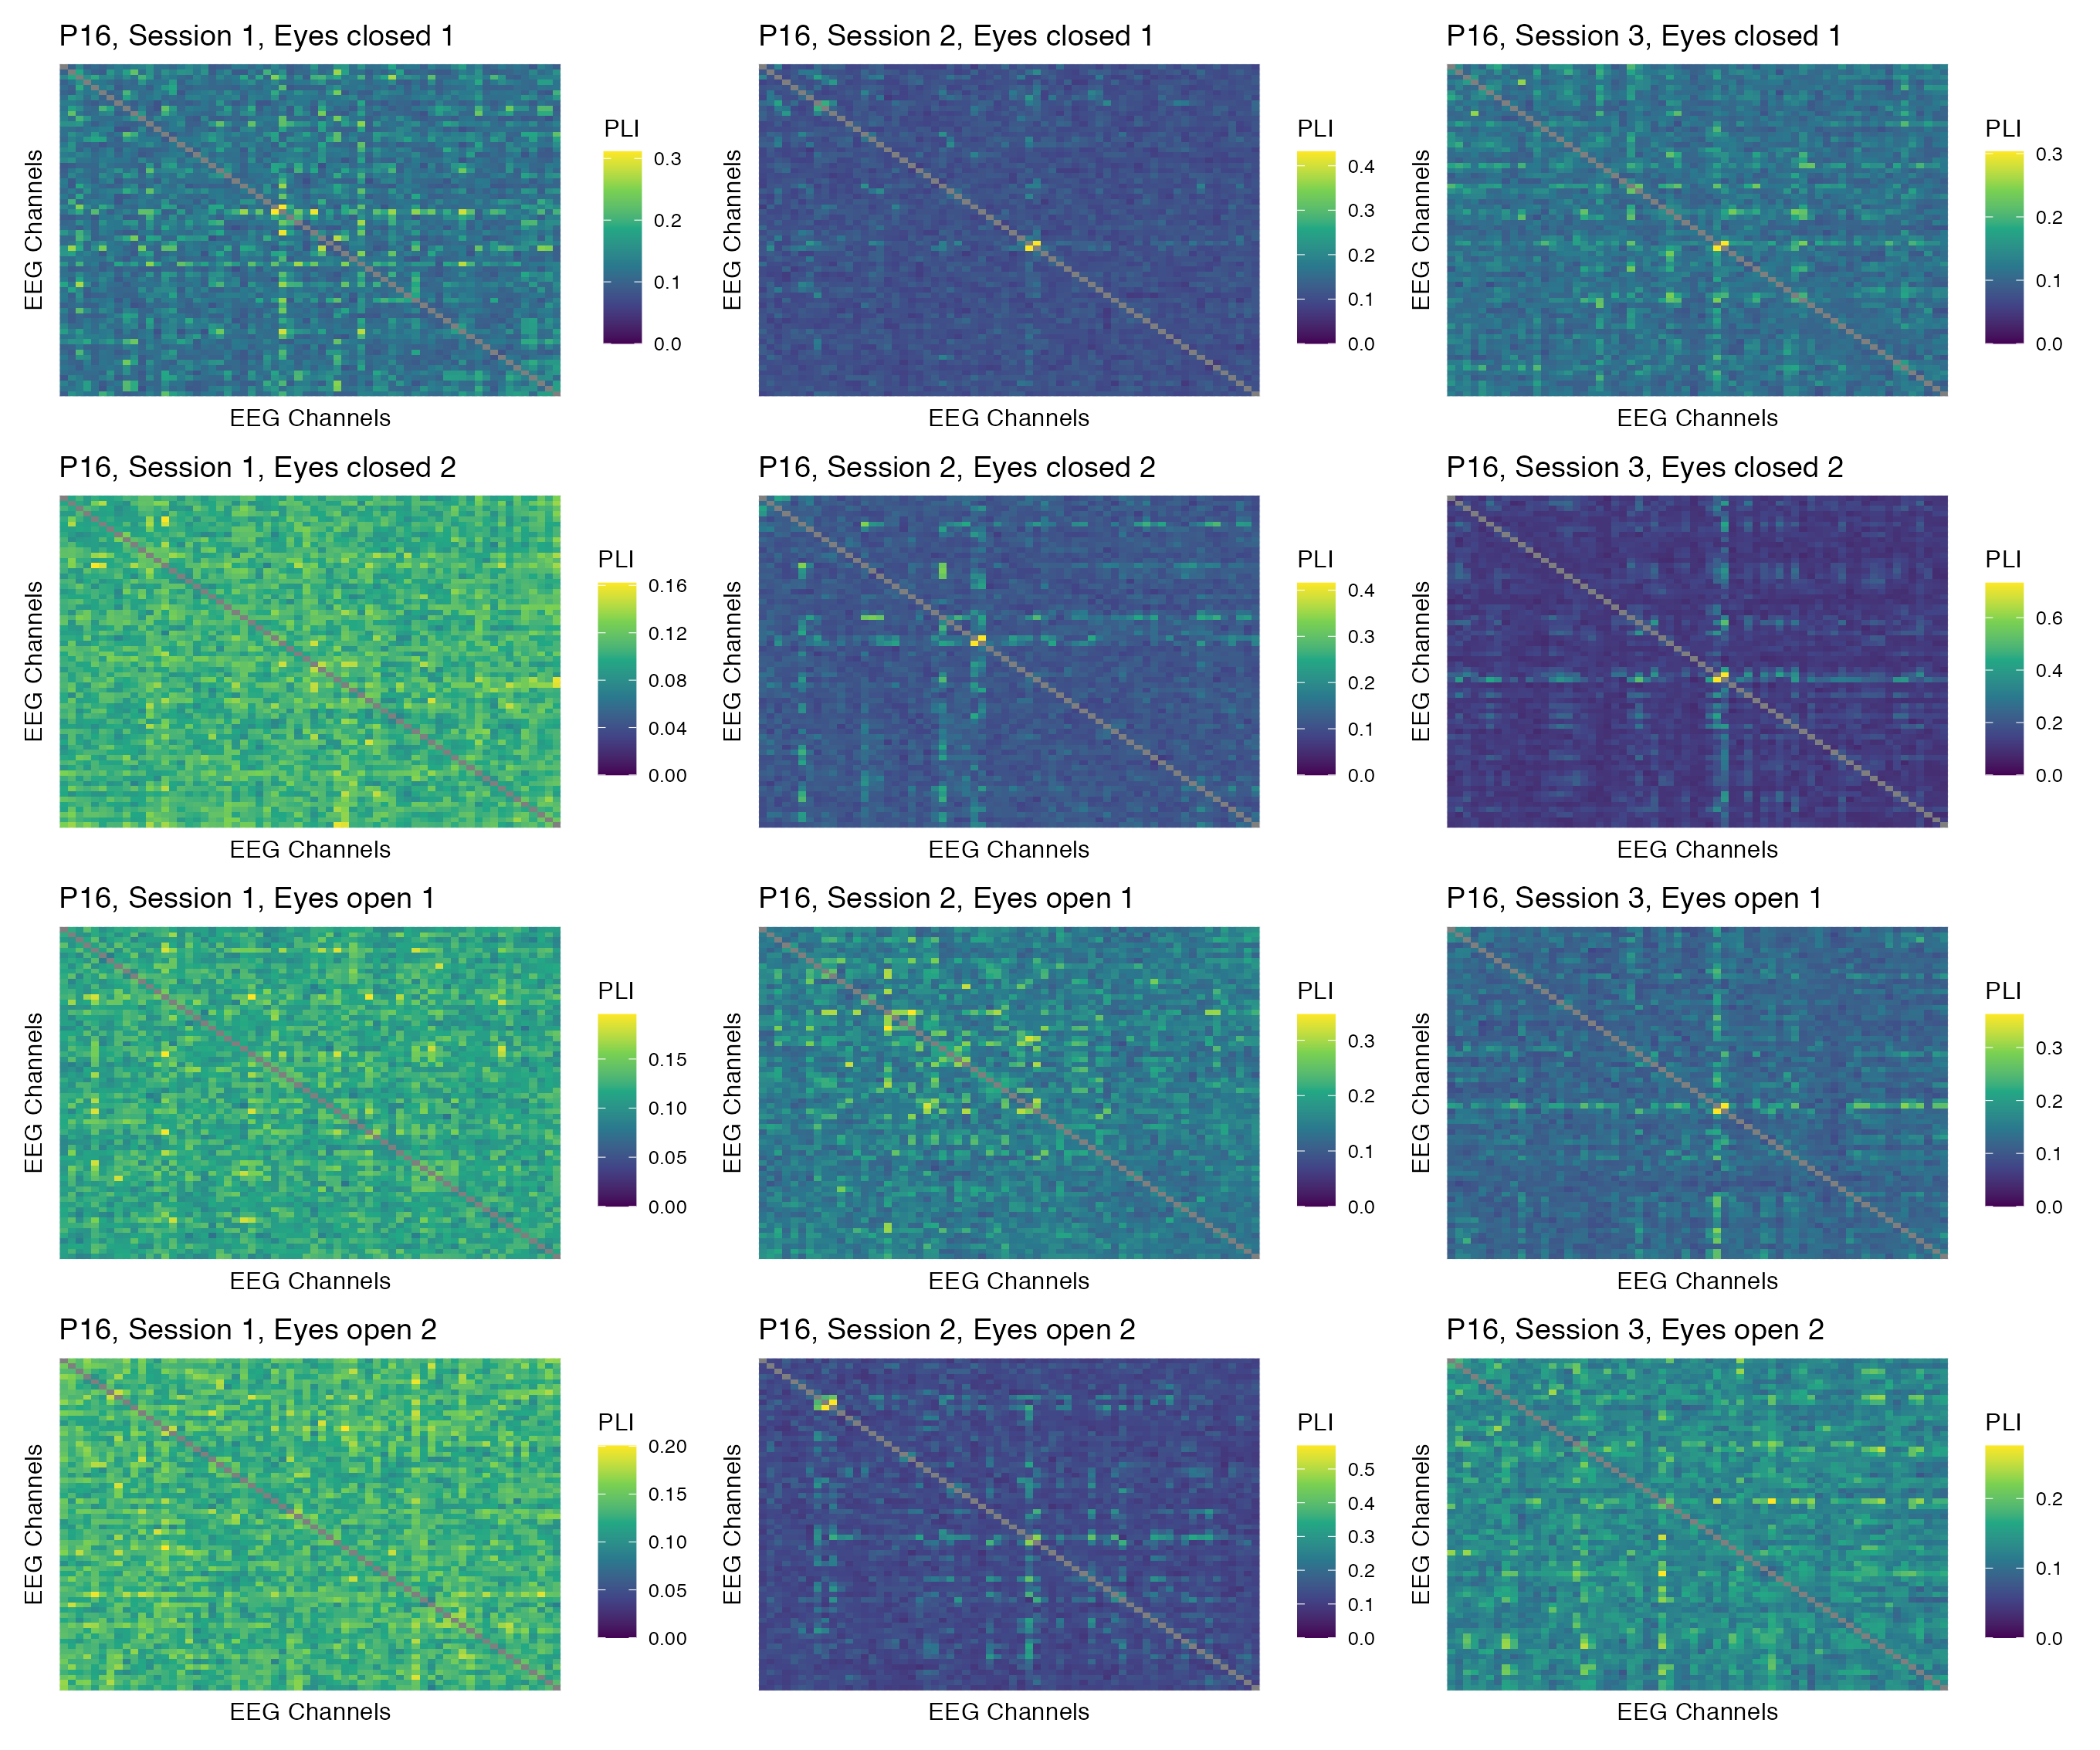 P16, Session 1, Eyes closed 1
EEG Channels
EEG Channels
PLI
0.3
0.2
0.1
0.0
P16, Session 2, Eyes closed 1
EEG Channels
EEG Channels
PLI
0.4
0.3
0.2
0.1
0.0
P16, Session 3, Eyes closed 1
EEG Channels
EEG Channels
PLI
0.3
0.2
0.1
0.0
P16, Session 1, Eyes closed 2
EEG Channels
EEG Channels
PLI
0.16
0.12
0.08
0.04
0.00
P16, Session 2, Eyes closed 2
EEG Channels
EEG Channels
PLI
0.4
0.3
0.2
0.1
0.0
P16, Session 3, Eyes closed 2
EEG Channels
EEG Channels
PLI
0.6
0.4
0.2
0.0
P16, Session 1, Eyes open 1
EEG Channels
EEG Channels
PLI
0.15
0.10
0.05
0.00
P16, Session 2, Eyes open 1
EEG Channels
EEG Channels
PLI
0.3
0.2
0.1
0.0
P16, Session 3, Eyes open 1
EEG Channels
EEG Channels
PLI
0.3
0.2
0.1
0.0
P16, Session 1, Eyes open 2
EEG Channels
EEG Channels
PLI
0.20
0.15
0.10
0.05
0.00
P16, Session 2, Eyes open 2
EEG Channels
EEG Channels
PLI
0.5
0.4
0.3
0.2
0.1
0.0
P16, Session 3, Eyes open 2
EEG Channels
EEG Channels
PLI
0.2
0.1
0.0